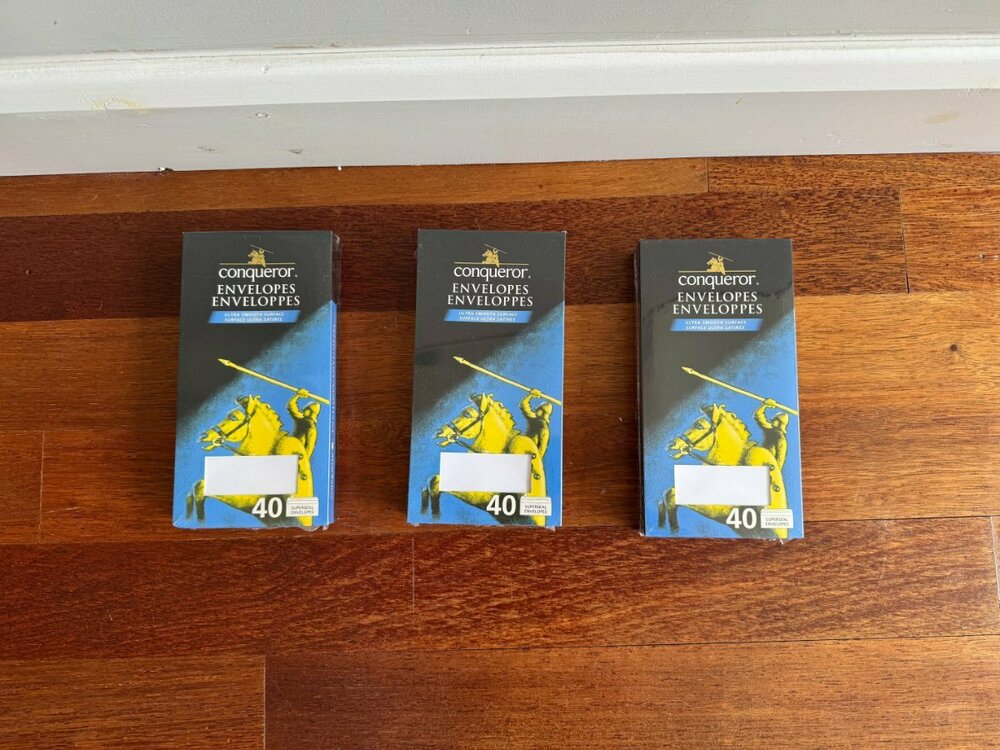 conqueror.
ENVELOPES
ENVELOPPES
ULTRA SMOOTH SURFACE
SURFACE ULTRA SATINÉE
40
SUPERSEAL
ENVELOPES
conqueror.
ENVELOPES
ENVELOPPES
ULTRA SMOOTH SURFACE
SURFACE ULTRA SATINÉE
40
SUPERSEAL
ENVELOPES
conqueror.
ENVELOPES
ENVELOPPES
ULTRA SMOOTH SURFACE
SURFACE ULTRA SATINÉE
40
SUPERSEAL
ENVELOPES